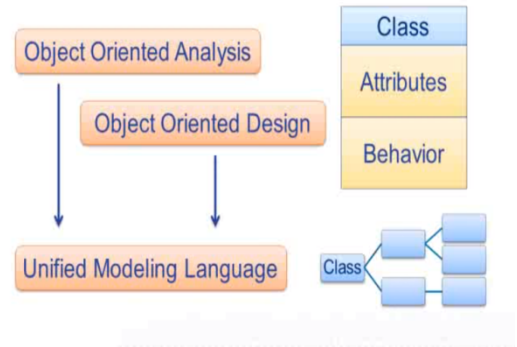 Object Oriented Analysis
Object Oriented Design
Unified Modeling Language
Class
Attributes
Behavior
Class